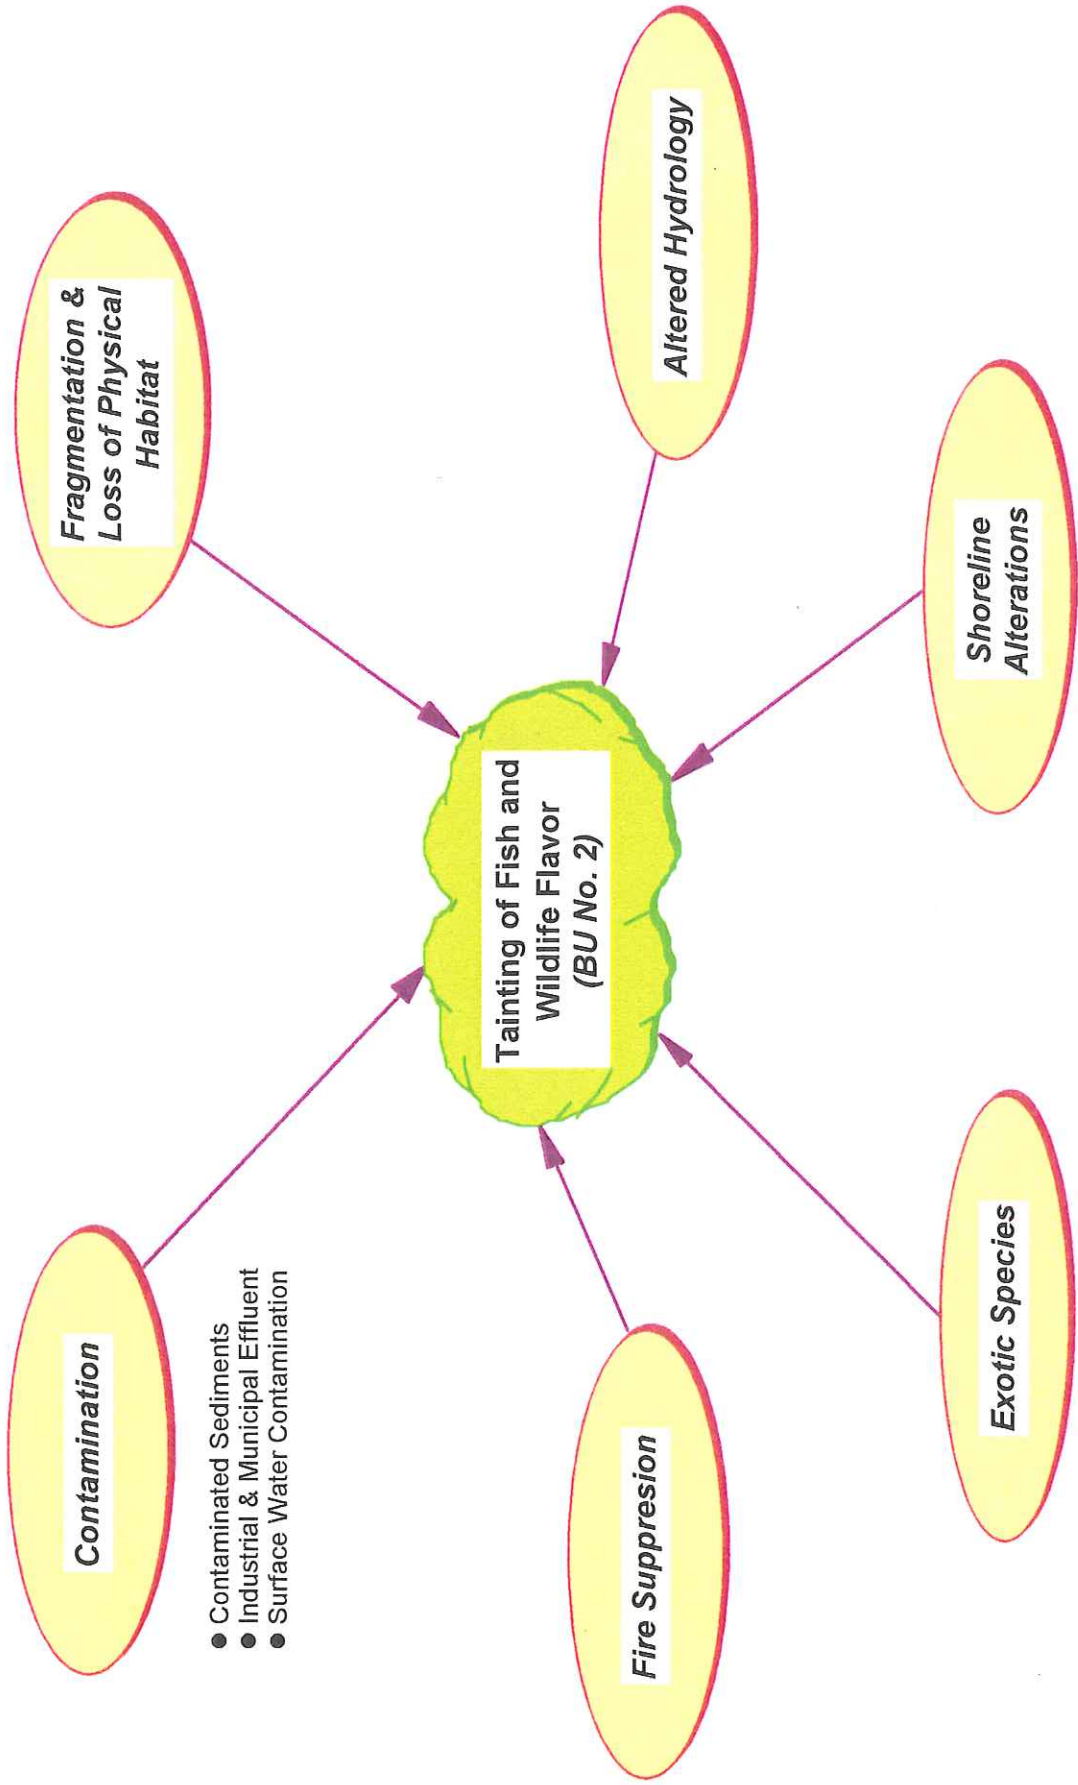 Contamination
● Contaminated Sediments
● Industrial & Municipal Effluent
● Surface Water Contamination
Fragmentation &
Loss of Physical
Habitat
Tainting of Fish and
Wildlife Flavor
(BU No. 2)
Fire Suppresion
Altered Hydrology
Exotic Species
Shoreline
Alterations